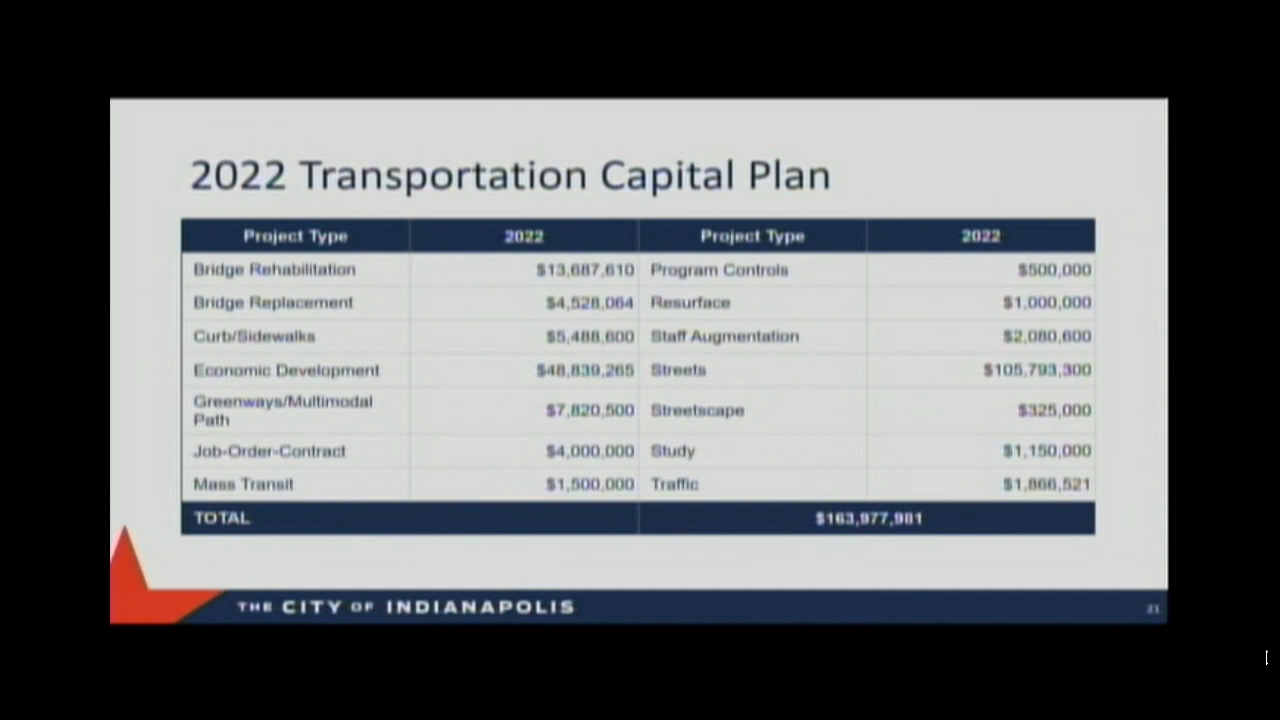 2022 Transportation Capital Plan
Project Type 2022 Project Type 2022
Bridge Rehabilitation $13,687,610 Program Controls $500,000
Bridge Replacement $4,528,064 Resurface $1,000,000
Curb/Sidewalks $5,488,600 Staff Augmentation $2,080,600
Economic Development $48,839,265 Streets $105,793,300
Greenways/Multimodal
Path $7,820,500 Streetscape $325,000
Job-Order-Contract $4,000,000 Study $1,150,000
Mass Transit $1,500,000 Traffic $1,866,521
TOTAL $163,977,981
THE CITY OF INDIANAPOLIS
21